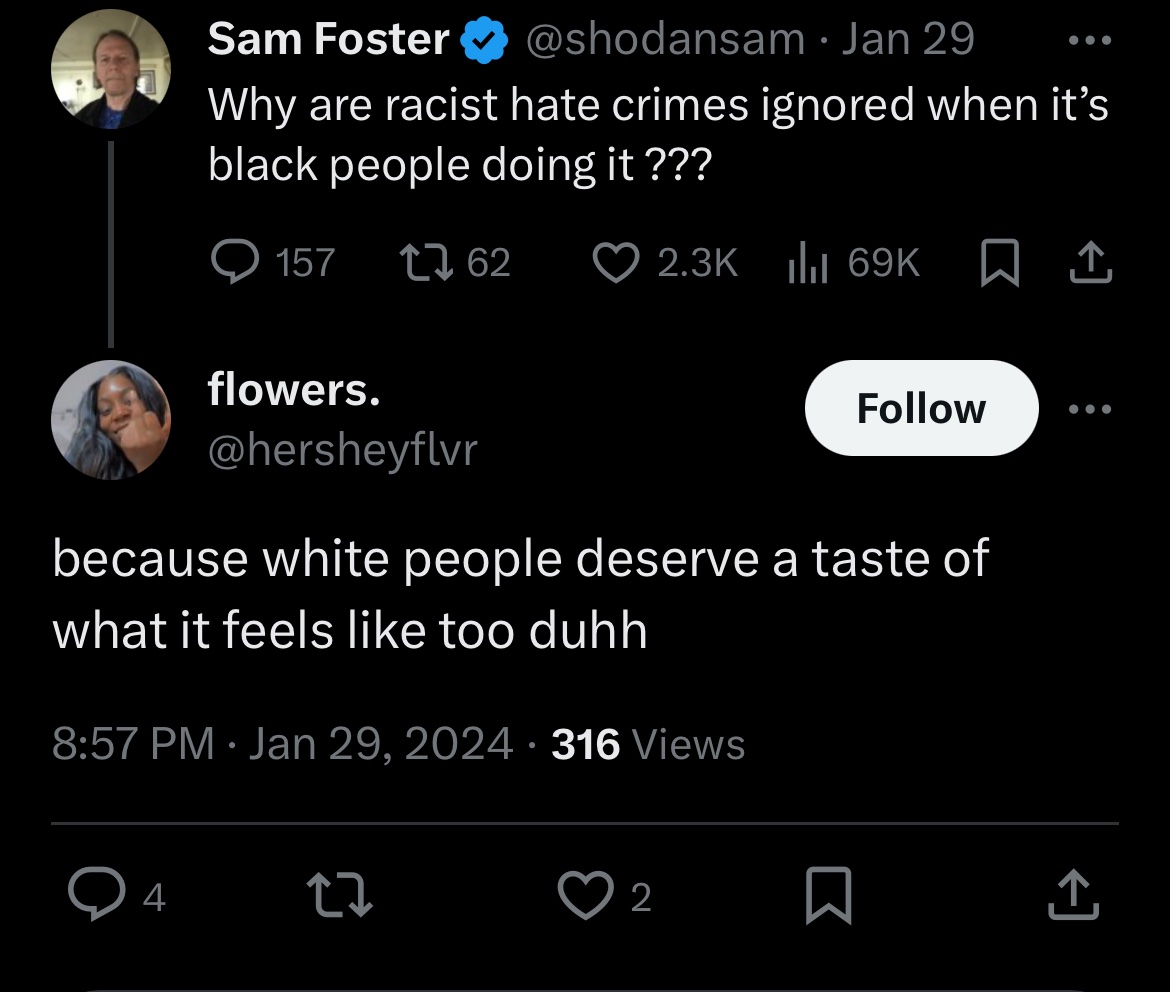 Sam Foster @shodansam · Jan 29
Why are racist hate crimes ignored when it’s
black people doing it ???
157 62 2.3K 69K
flowers.
Follow
@hersheyflvr
because white people deserve a taste of
what it feels like too duhh
8:57 PM · Jan 29, 2024 · 316 Views
4 2